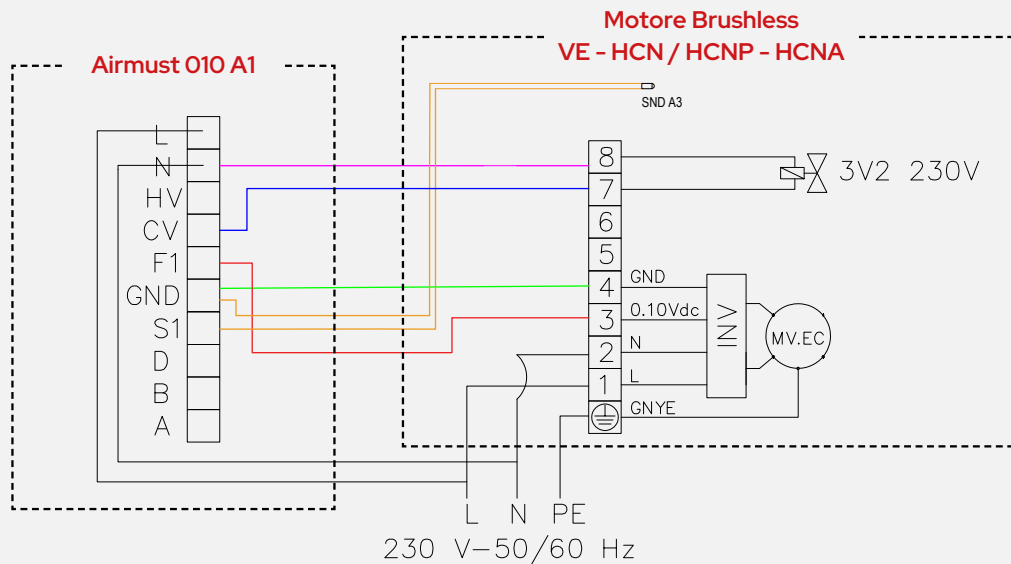 Motore Brushless
VE - HCN / HCNP - HCNA
Airmust 010 A1
SND A3
L
N
HV
CV
F1
GND
S1
D
B
A
8
7
6
5
4
3
2
1
3V2 230V
GND
0.10Vdc
N
L
GNYE
INV
MV.EC
L N PE
230 V-50/60 Hz